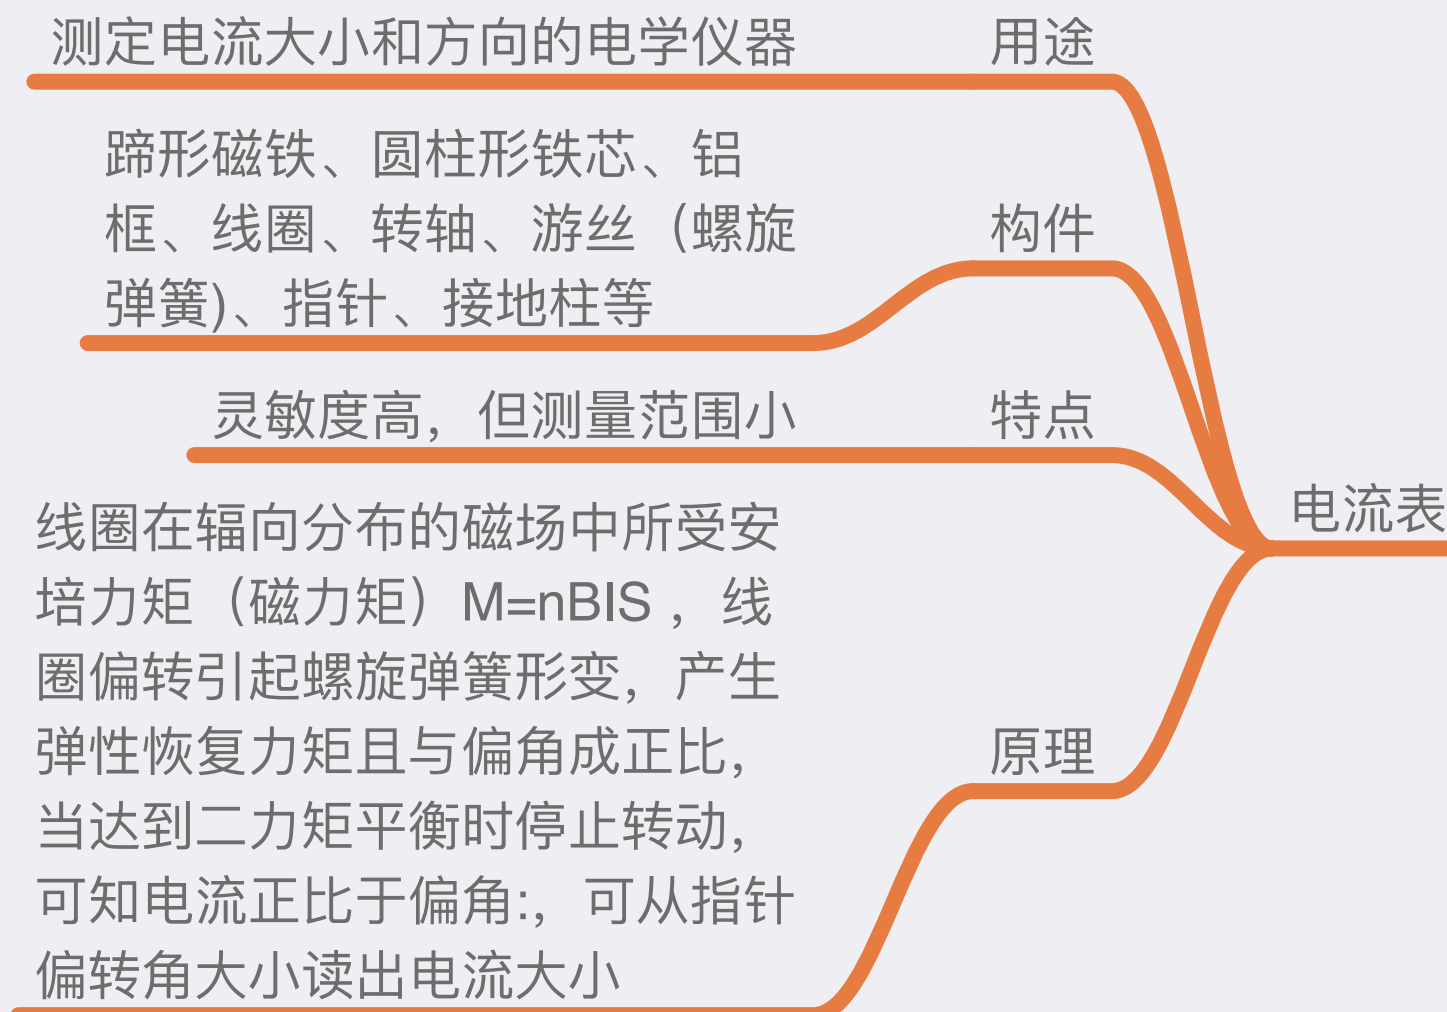 测定电流大小和方向的电学仪器
用途
蹄形磁铁、圆柱形铁芯、铝
框、线圈、转轴、游丝（螺旋
弹簧)、指针、接地柱等
构件
灵敏度高，但测量范围小
特点
电流表
线圈在辐向分布的磁场中所受安
培力矩（磁力矩）M=nBIS ，线
圈偏转引起螺旋弹簧形变，产生
弹性恢复力矩且与偏角成正比，
当达到二力矩平衡时停止转动，
可知电流正比于偏角:，可从指针
偏转角大小读出电流大小
原理